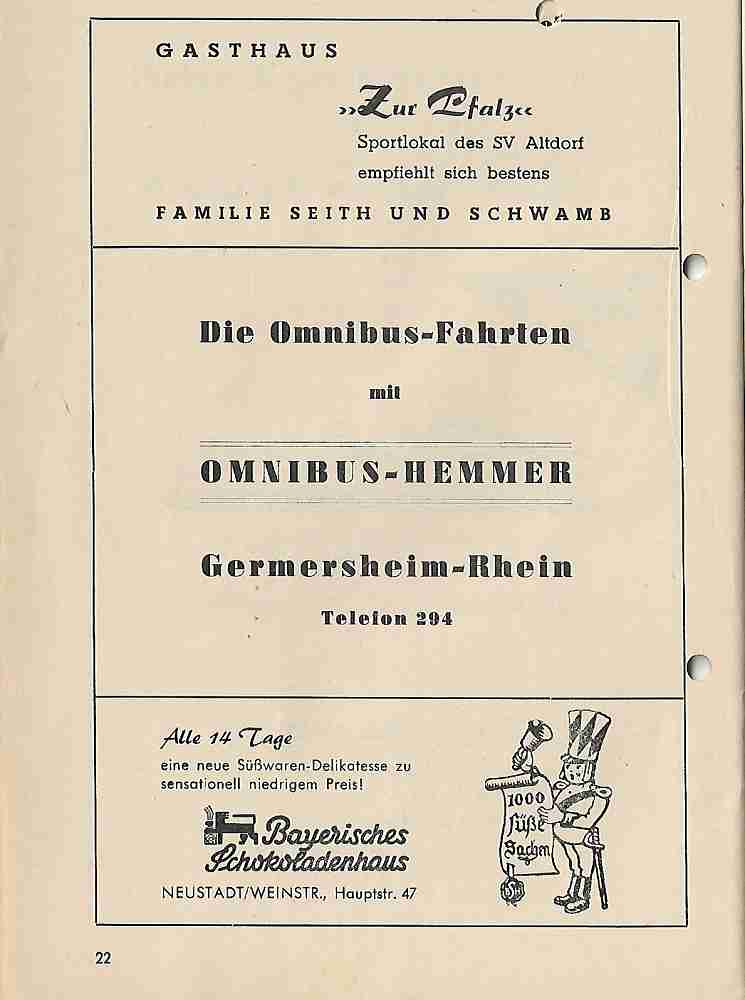 GASTHAUS
»Zur Pfalz«
Sportlokal des SV Altdorf
empfiehlt sich bestens
FAMILIE SEITH UND SCHWAMB
Die Omnibus-Fahrten
mit
OMNIBUS-HEMMER
Germersheim-Rhein
Telefon 294
Alle 14 Tage
eine neue Süßwaren-Delikatesse zu
sensationell niedrigem Preis!
Bayerisches
Schokoladenhaus
NEUSTADT/WEINSTR., Hauptstr. 47
1000
süße
Sachen
22